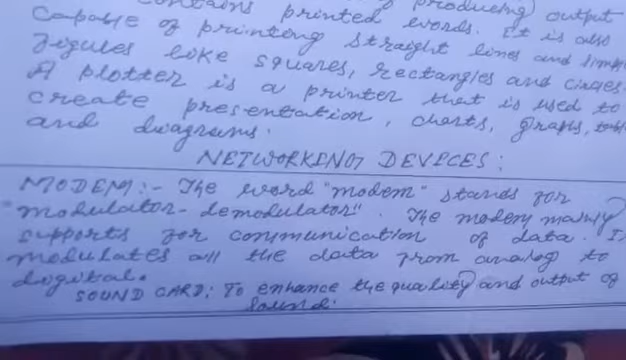 contains printed words. It is also
capable of printing straight lines and
figures like squares, rectangles and circles.
A plotter is a printer that is used to
create presentation, charts, graphs,
and diagrams.
NETWORKING DEVICES:
MODEM:- The word "modem" stands for
"modulator-demodulator". The modem mainly
supports for communication of data. I
modulates all the data from analog to
digital.
SOUND CARD: To enhance the quality and output of
sound.